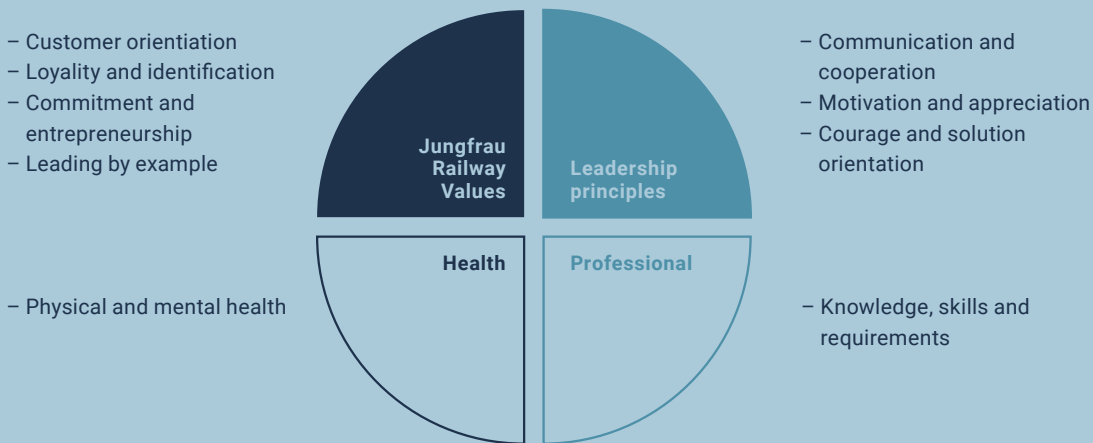 – Customer orientiation
– Loyality and identification
– Commitment and
entrepreneurship
– Leading by example
Jungfrau
Railway
Values
Leadership
principles
– Communication and
cooperation
– Motivation and appreciation
– Courage and solution
orientation
– Physical and mental health
Health
Professional
– Knowledge, skills and
requirements